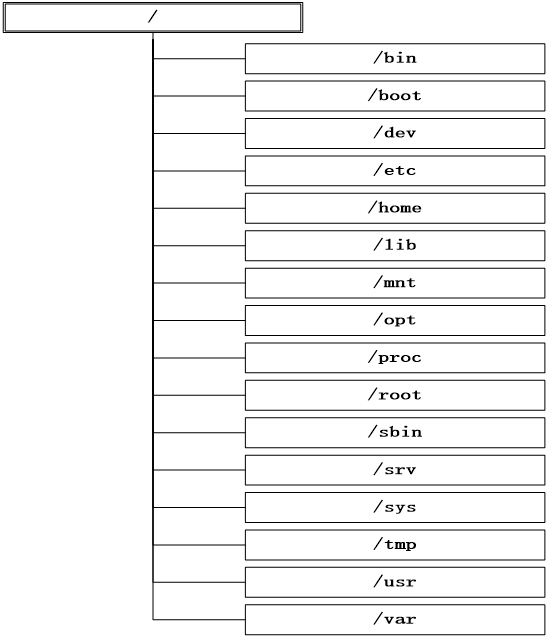 /
/bin
/boot
/dev
/etc
/home
/lib
/mnt
/opt
/proc
/root
/sbin
/srv
/sys
/tmp
/usr
/var